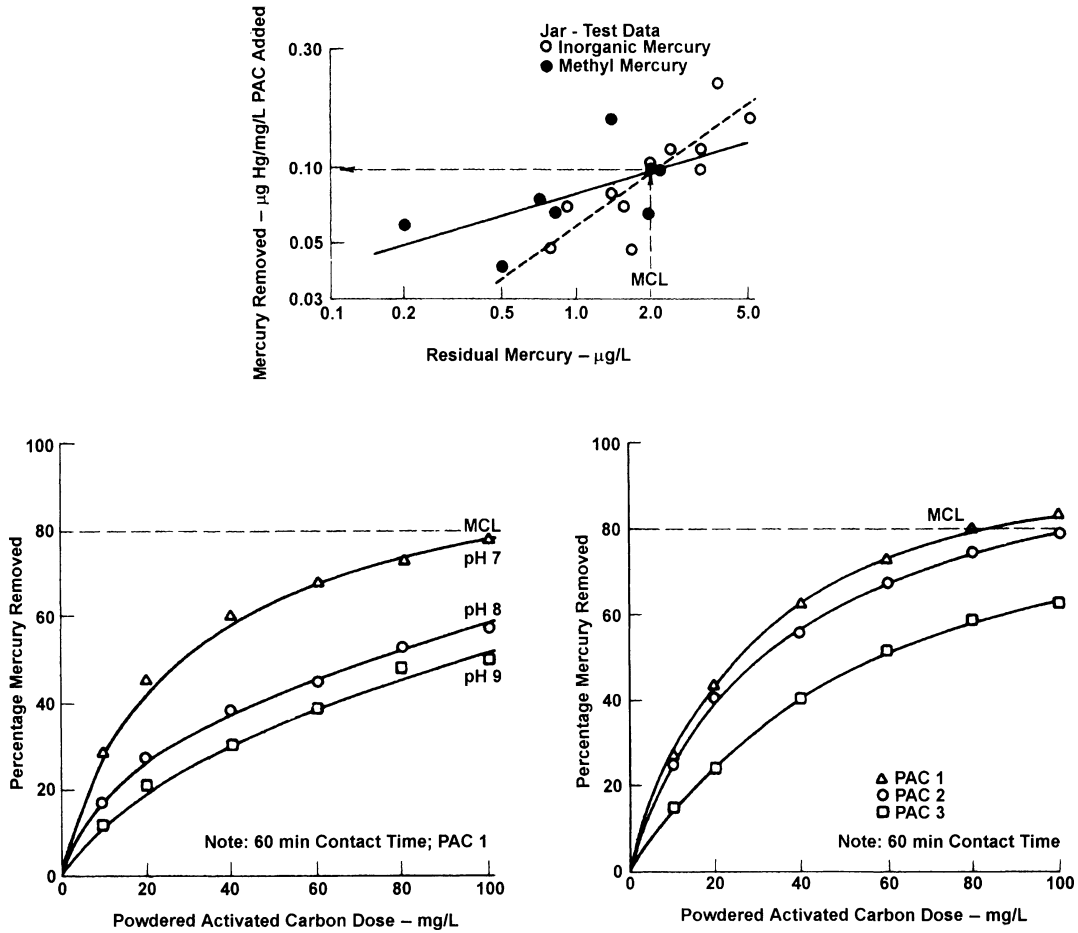 Jar - Test Data
Inorganic Mercury
Methyl Mercury
Mercury Removed – µg Hg/mg/L PAC Added
0.30
0.10
0.05
0.03
MCL
0.1
0.2
0.5
1.0
2.0
5.0
Residual Mercury – µg/L
Percentage Mercury Removed
100
80
60
40
20
0
MCL
pH 7
pH 8
pH 9
Note: 60 min Contact Time; PAC 1
0
20
40
60
80
100
Powdered Activated Carbon Dose – mg/L
Percentage Mercury Removed
100
80
60
40
20
0
MCL
PAC 1
PAC 2
PAC 3
Note: 60 min Contact Time
0
20
40
60
80
100
Powdered Activated Carbon Dose – mg/L